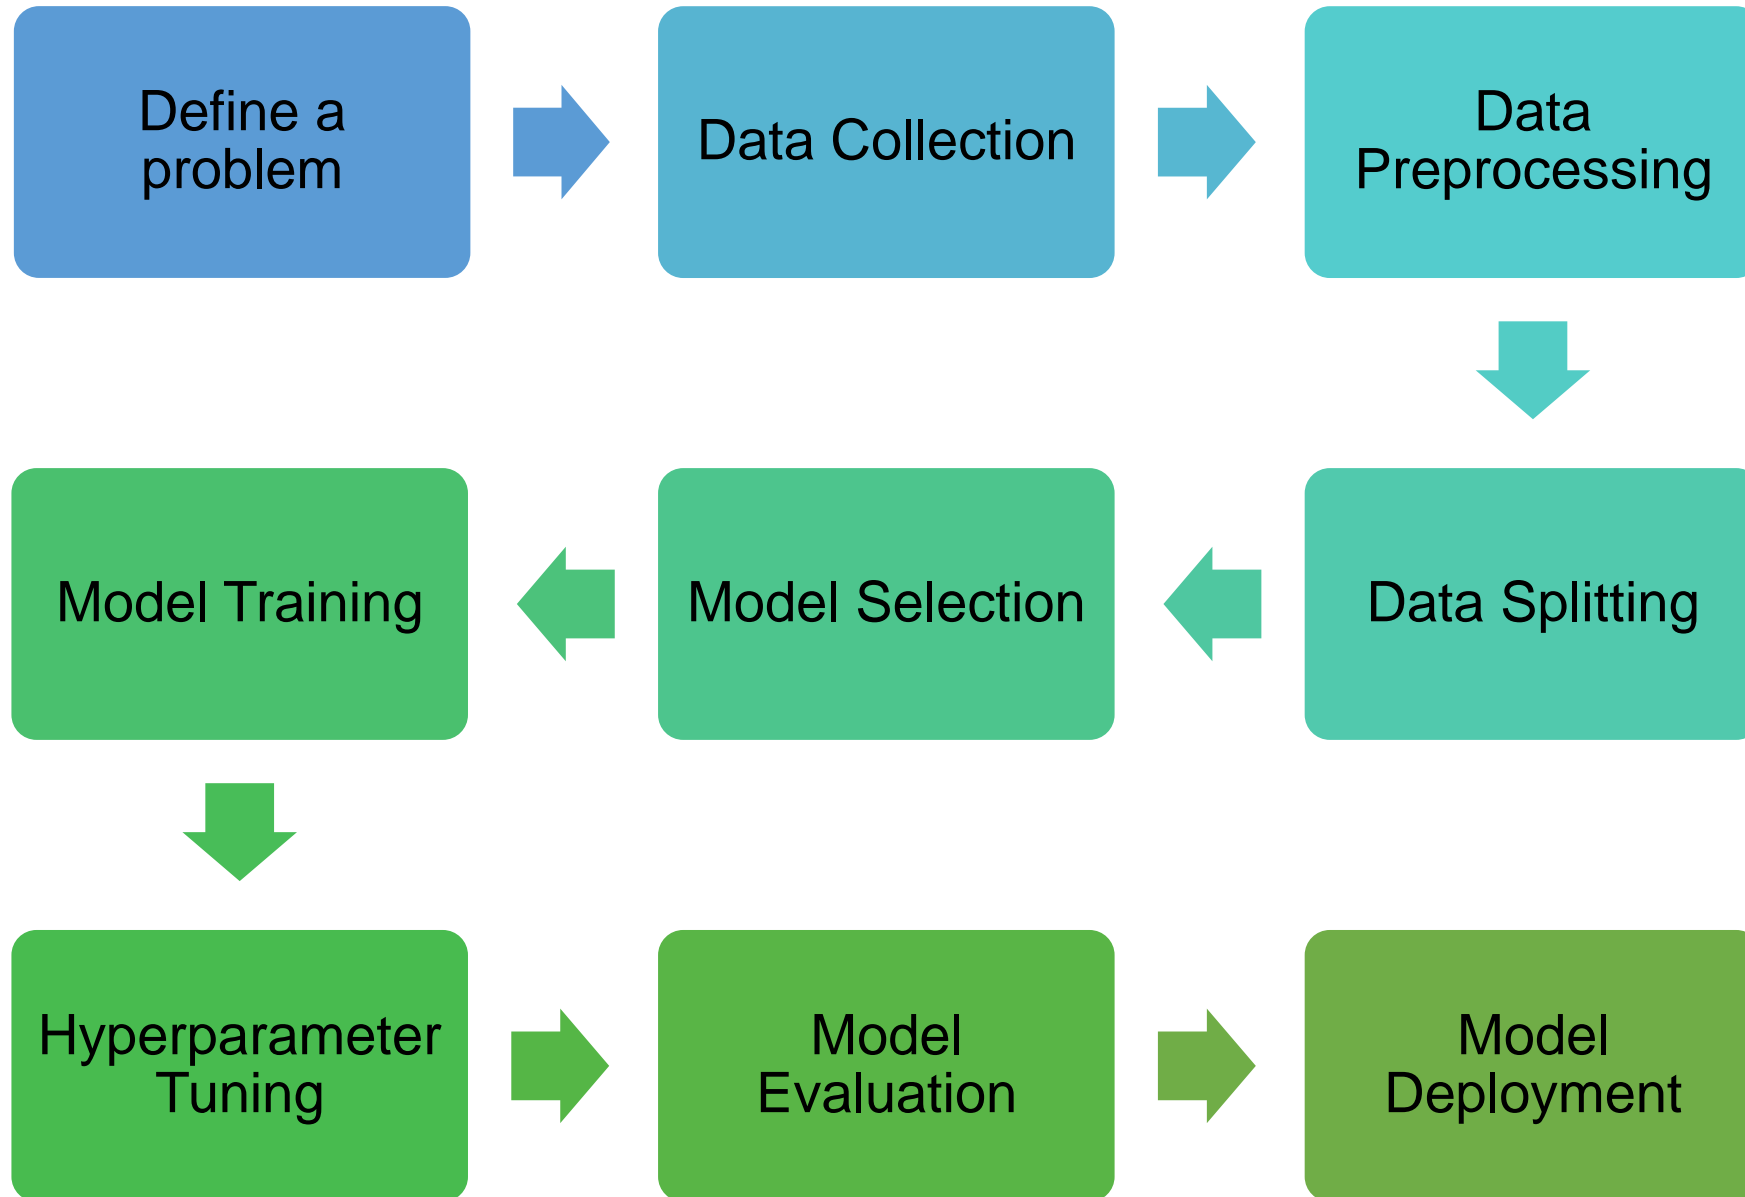 Define a
problem
Data Collection
Data
Preprocessing
Data Splitting
Model Selection
Model Training
Hyperparameter
Tuning
Model
Evaluation
Model
Deployment